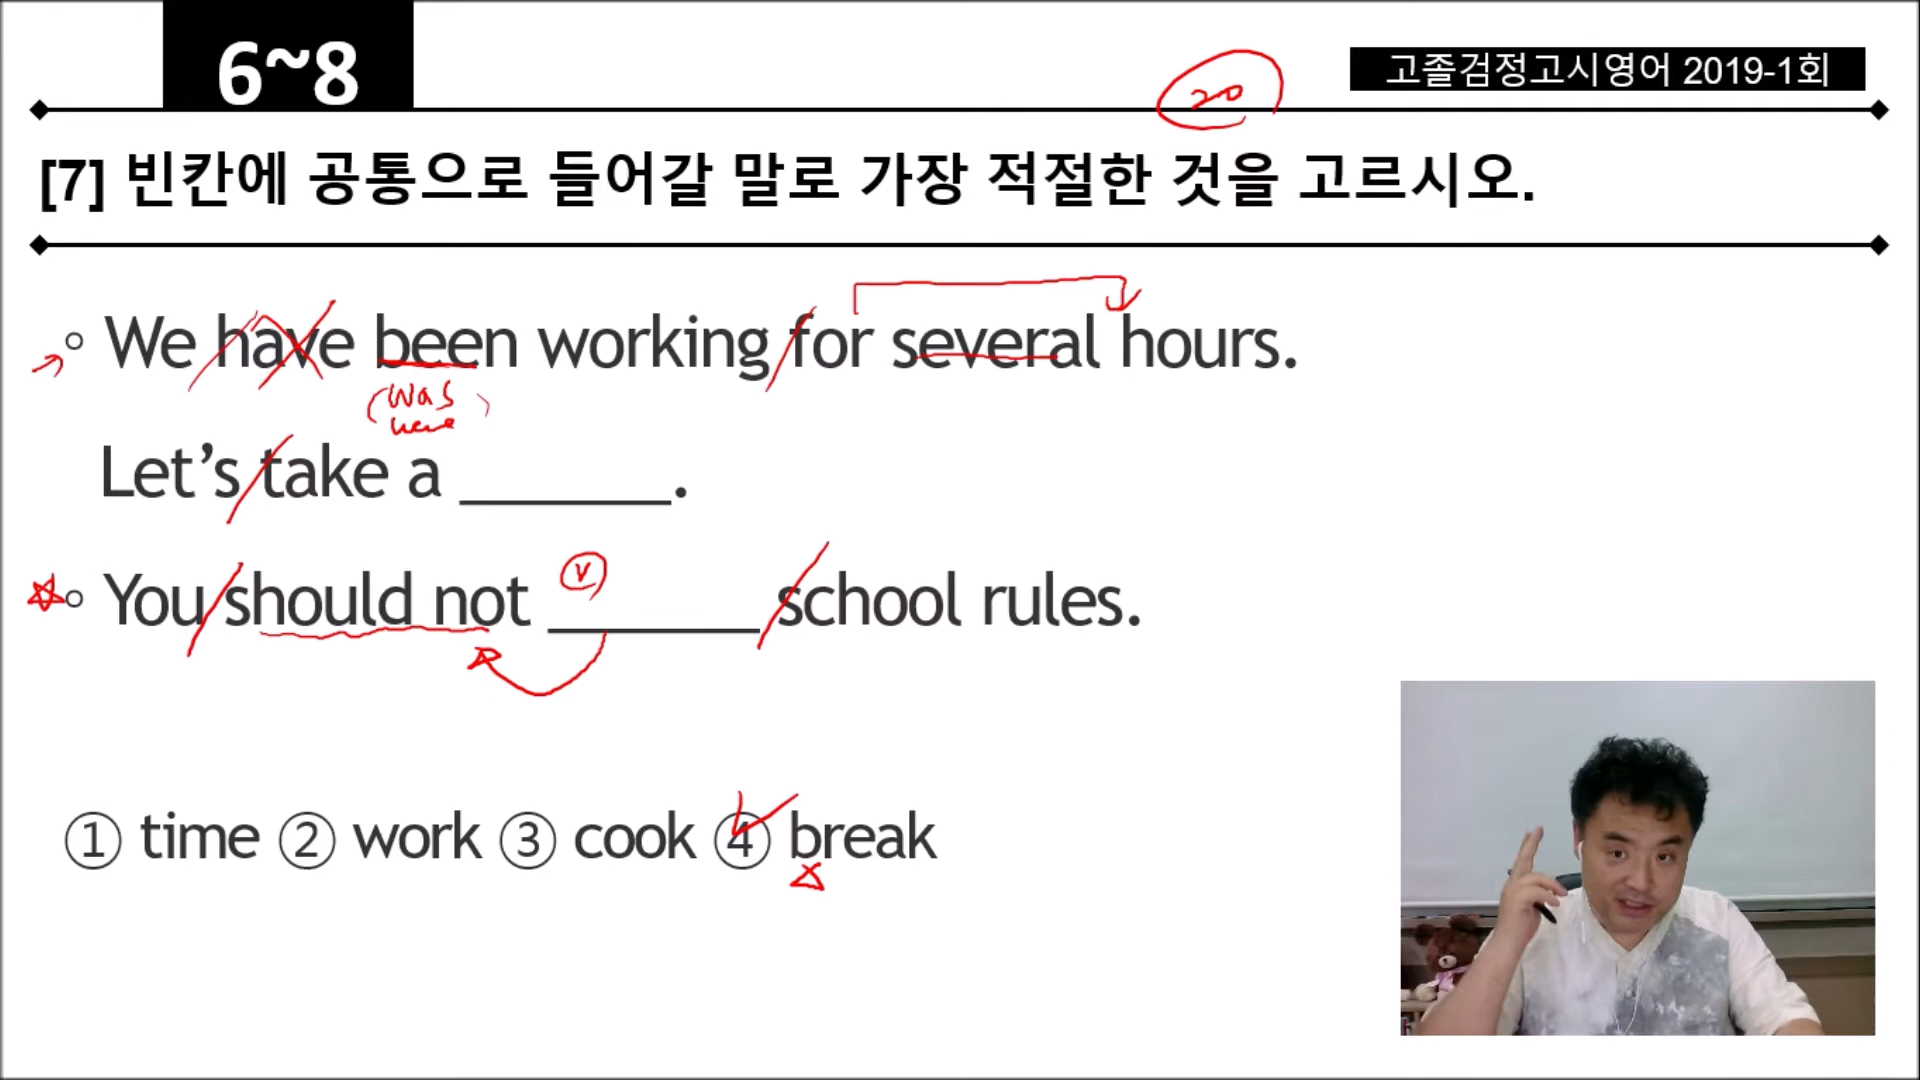 6~8
고졸검정고시영어 2019-1회
20
[7] 빈칸에 공통으로 들어갈 말로 가장 적절한 것을 고르시오.
◦ We have been working for several hours.
(was
were)
Let’s take a ______.
v
◦ You should not ______ school rules.
① time ② work ③ cook ④ break